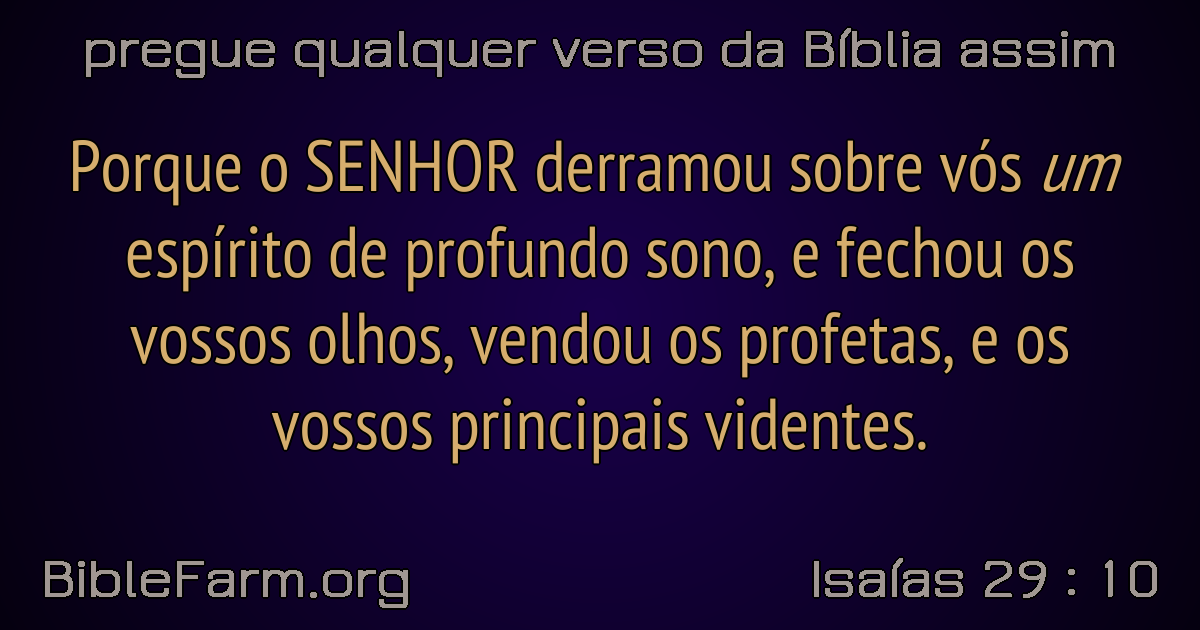 pregue qualquer verso da Bíblia assim
Porque o SENHOR derramou sobre vós um
espírito de profundo sono, e fechou os
vossos olhos, vendou os profetas, e os
vossos principais videntes.
BibleFarm.org
Isaías 29 : 10